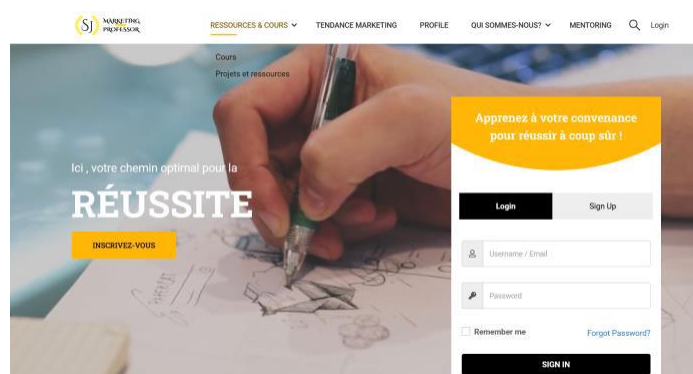 SJ MARKETING
PROFESSOR
RESSOURCES & COURS TENDANCE MARKETING PROFILE QUI SOMMES-NOUS? MENTORING Login
Cours
Projets et ressources
Apprenez à votre convenance
pour réussir à coup sûr !
Ici , votre chemin optimal pour la
RÉUSSITE
INSCRIVEZ-VOUS
Login Sign Up
Username / Email
Password
Remember me Forgot Password?
SIGN IN